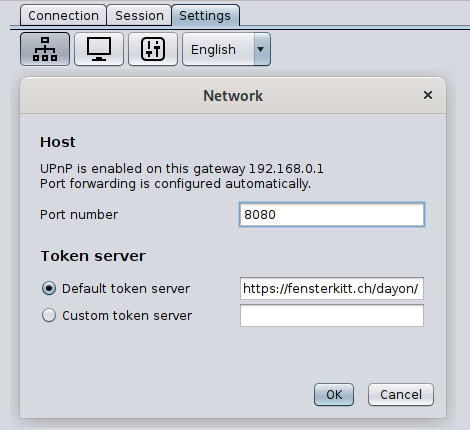 Connection Session Settings
English
Network
Host
UPnP is enabled on this gateway 192.168.0.1
Port forwarding is configured automatically.
Port number 8080
Token server
Default token server https://fensterkitt.ch/dayon/
Custom token server
OK Cancel